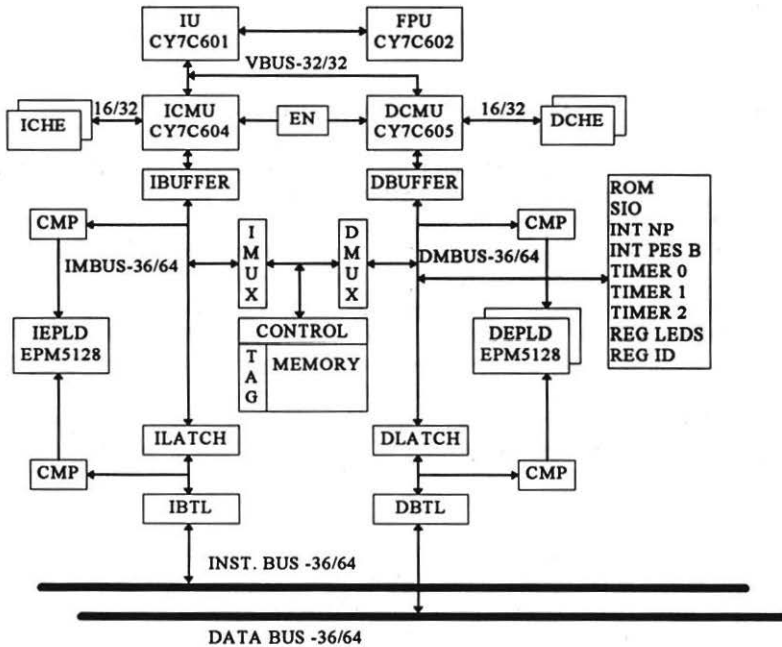 IU
CY7C601
FPU
CY7C602
VBUS-32/32
ICHE
16/32
ICMU
CY7C604
EN
DCMU
CY7C605
16/32
DCHE
IBUFFER
DBUFFER
CMP
IMUX
DMUX
CMP
IMBUS-36/64
DMBUS-36/64
ROM
SIO
INT NP
INT PES B
TIMER 0
TIMER 1
TIMER 2
REG LEDS
REG ID
IEPLD
EPM5128
CONTROL
TAG
MEMORY
DEPLD
EPM5128
ILATCH
DLATCH
CMP
CMP
IBTL
DBTL
INST. BUS -36/64
DATA BUS -36/64